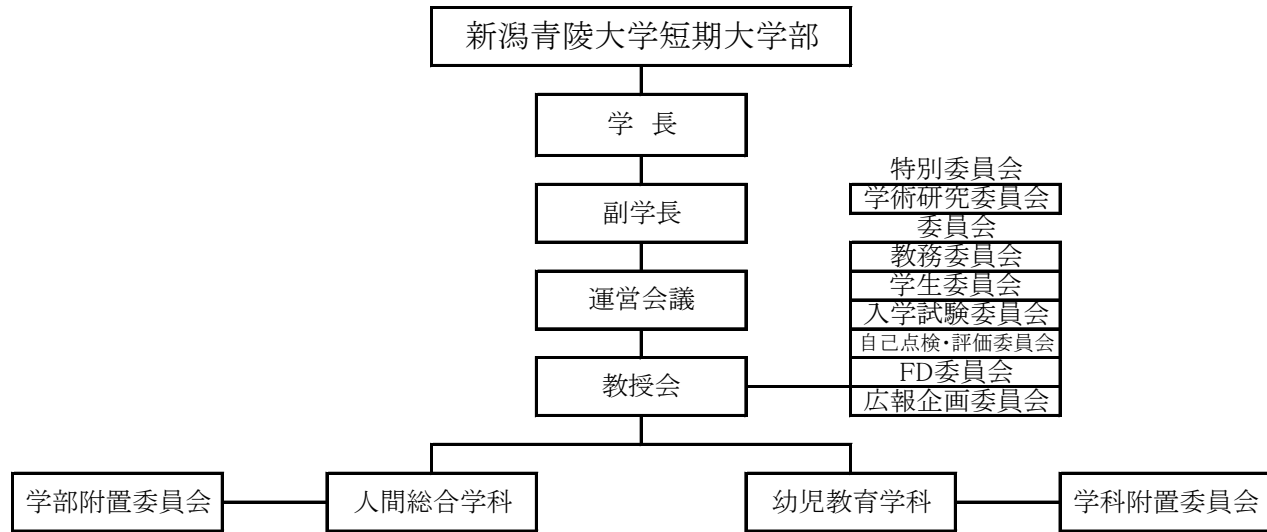 新潟青陵大学短期大学部
学 長
副学長
運営会議
教授会
特別委員会
学術研究委員会
委員会
教務委員会
学生委員会
入学試験委員会
自己点検・評価委員会
FD委員会
広報企画委員会
学部附置委員会
人間総合学科
幼児教育学科
学科附置委員会